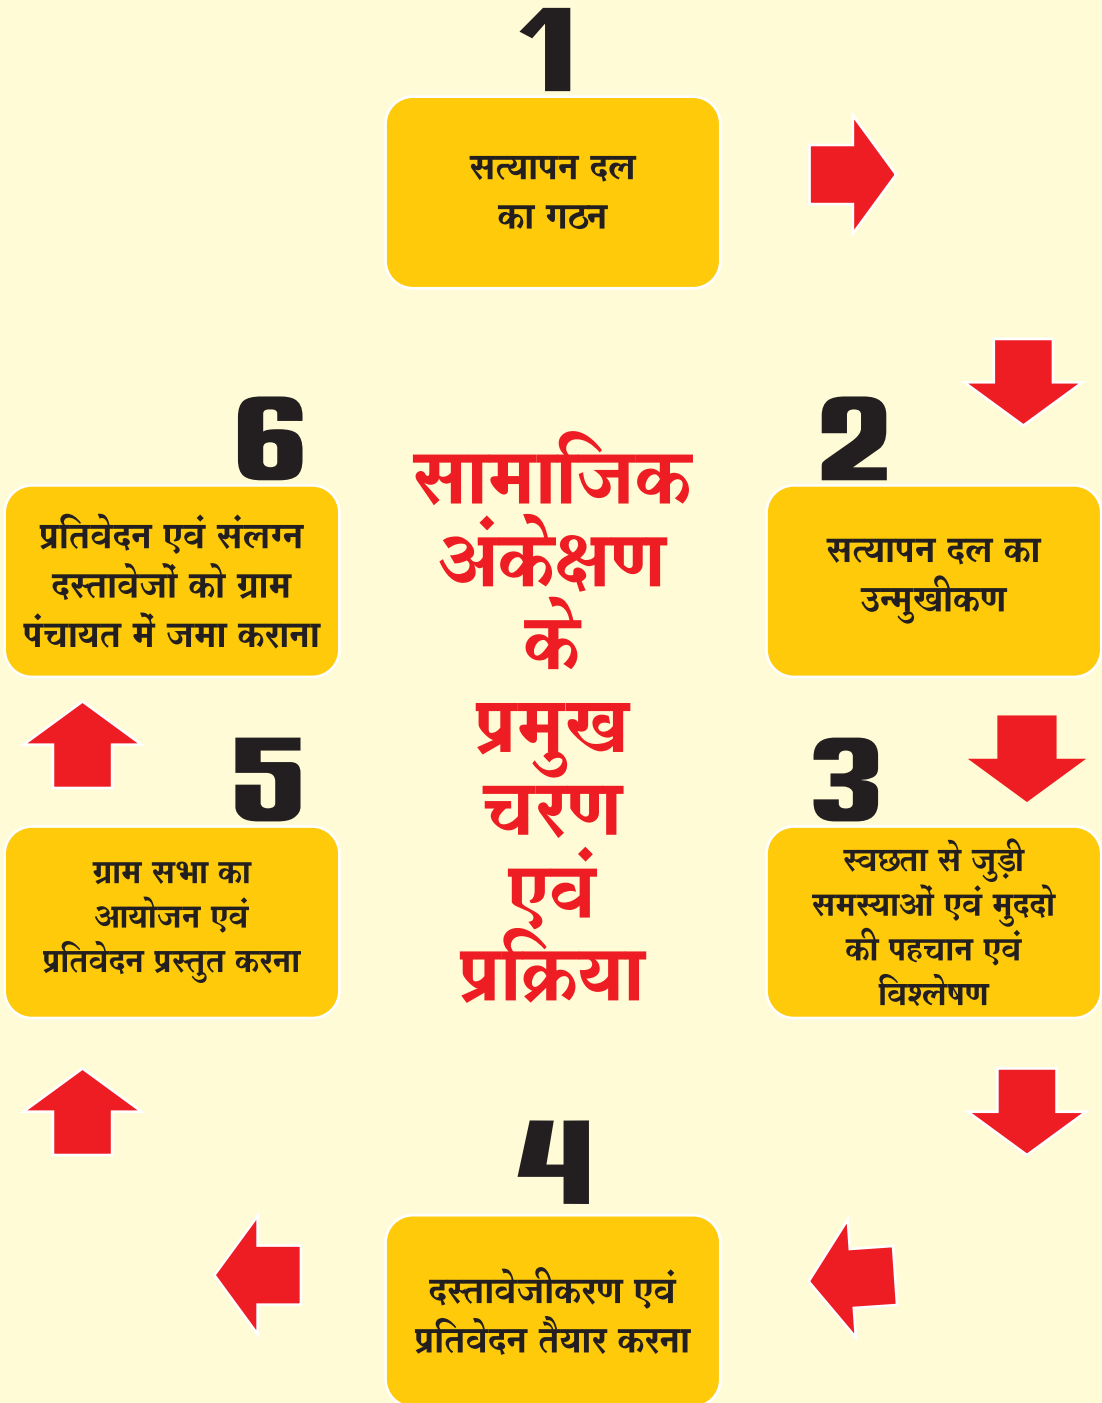 1
सत्यापन दल
का गठन
2
सत्यापन दल का
उन्मुखीकण
3
स्वछता से जुड़ी
समस्याओं एवं मुददो
की पहचान एवं
विश्लेषण
4
दस्तावेजीकरण एवं
प्रतिवेदन तैयार करना
5
ग्राम सभा का
आयोजन एवं
प्रतिवेदन प्रस्तुत करना
6
प्रतिवेदन एवं संलग्न
दस्तावेजों को ग्राम
पंचायत में जमा कराना
सामाजिक
अंकेक्षण
के
प्रमुख
चरण
एवं
प्रक्रिया